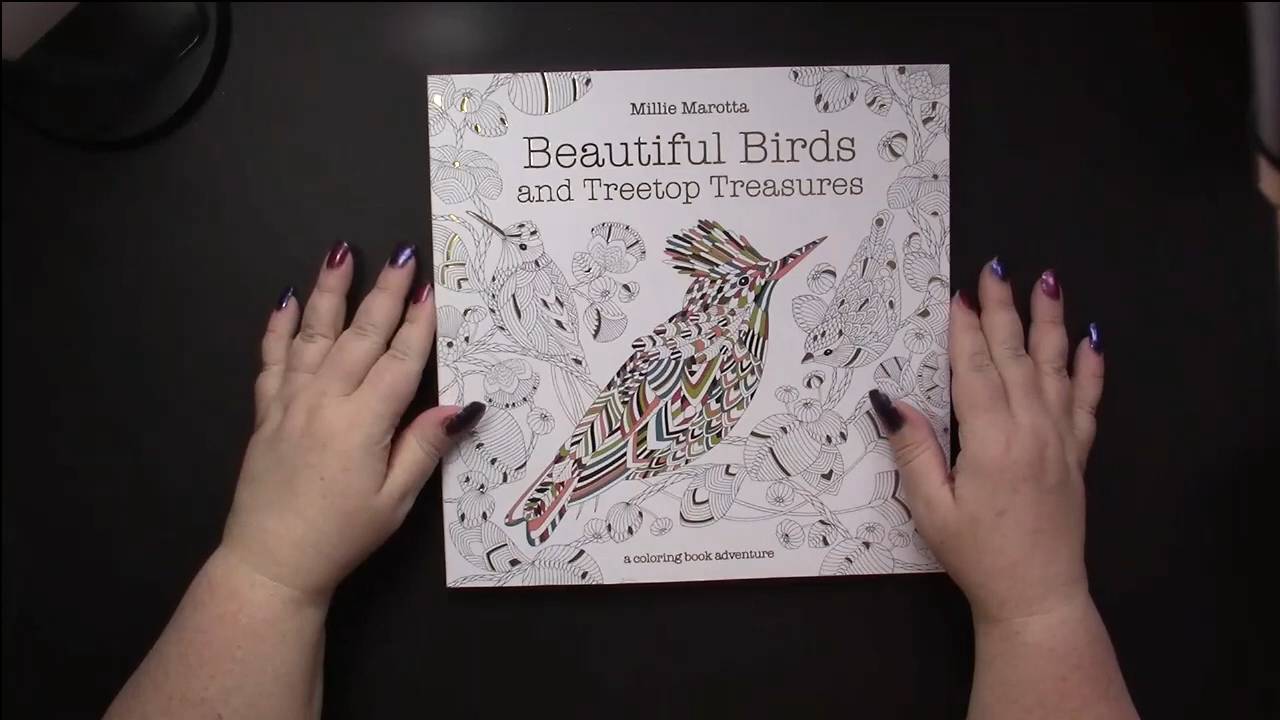 Millie Marotta
Beautiful Birds
and Treetop Treasures
a coloring book adventure